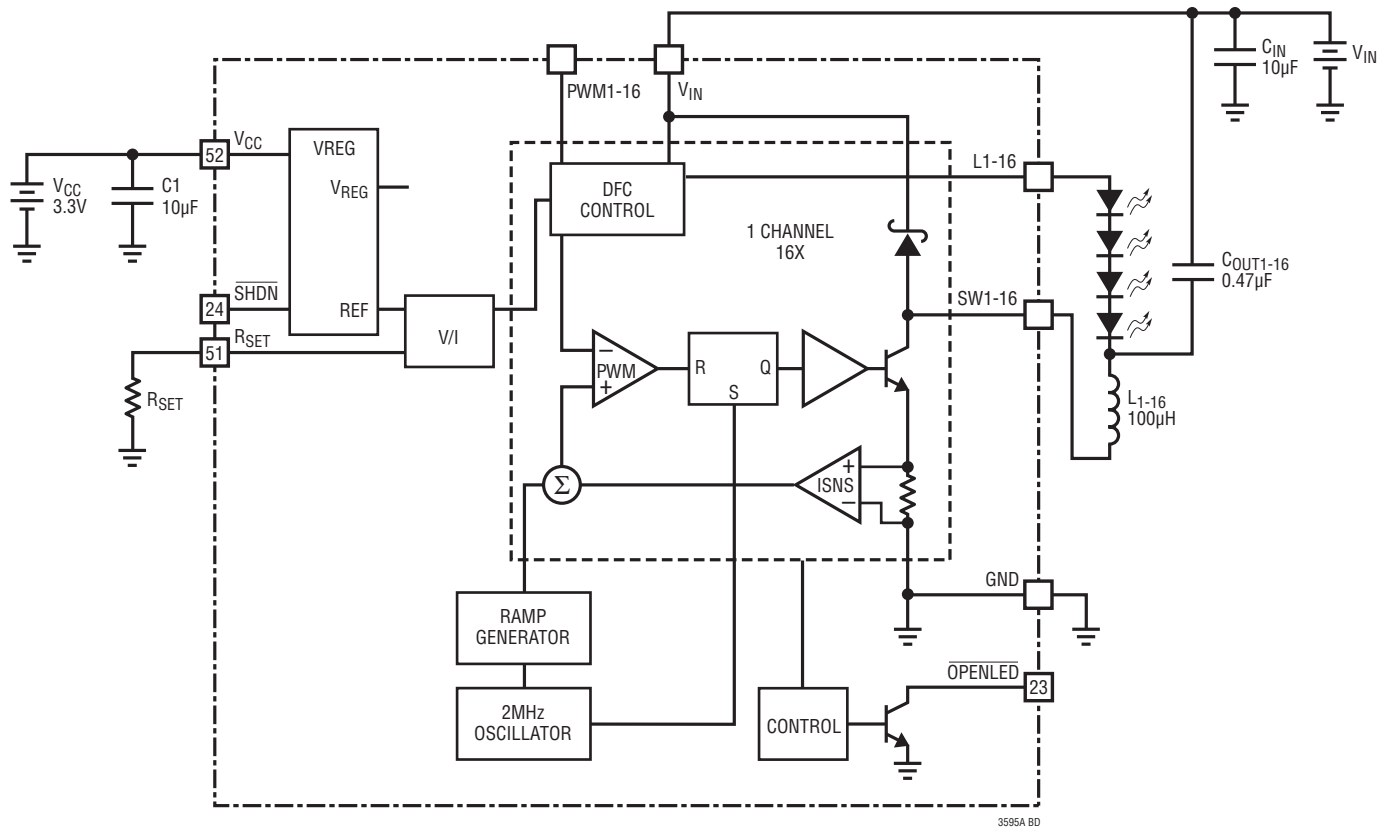 CIN
10µF
VIN
PWM1-16
VIN
52
VCC
VREG
VREG
VCC
3.3V
C1
10µF
DFC
CONTROL
L1-16
1 CHANNEL
16X
COUT1-16
0.47µF
SHDN
24
REF
V/I
SW1-16
RSET
51
RSET
–
PWM
+
R
Q
S
L1-16
100µH
Σ
+
ISNS
–
GND
RAMP
GENERATOR
OPENLED
23
2MHz
OSCILLATOR
CONTROL
3595A BD